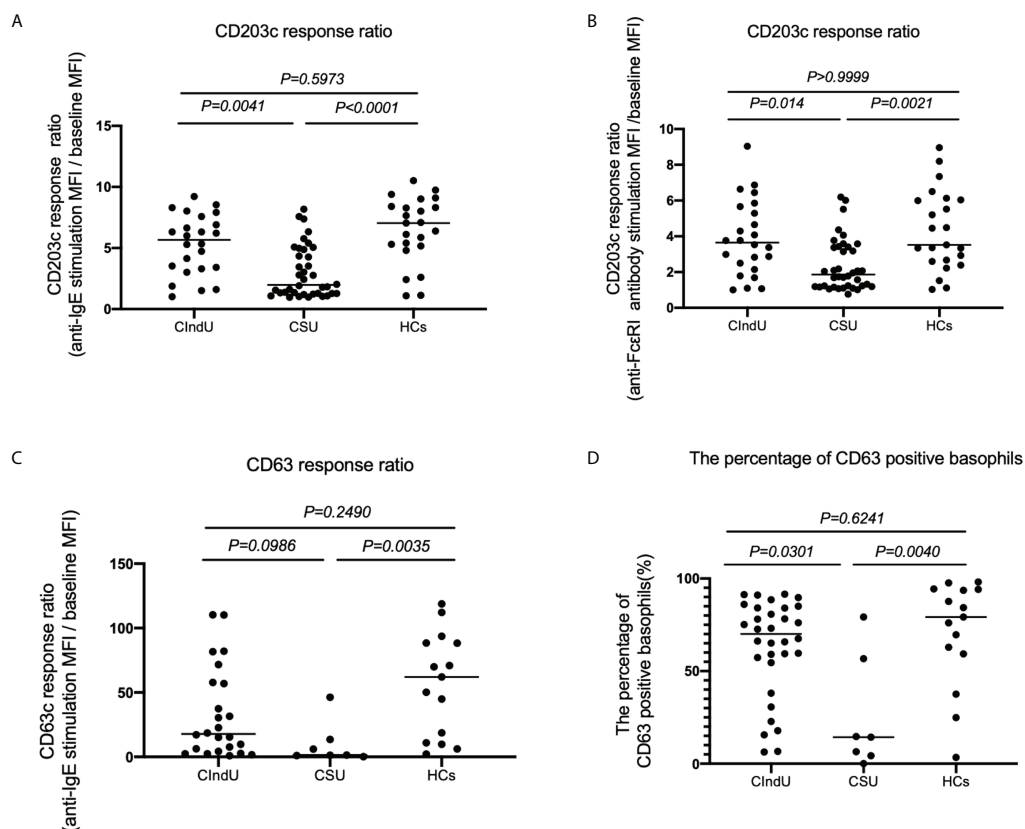 A
CD203c response ratio
P=0.5973
P=0.0041
P<0.0001
CD203c response ratio
(anti-IgE stimulation MFI / baseline MFI)
15
10
5
0
CIndU
CSU
HCs
B
CD203c response ratio
P>0.9999
P=0.014
P=0.0021
CD203c response ratio
(anti-FcεRI antibody stimulation MFI /baseline MFI)
10
8
6
4
2
0
CIndU
CSU
HCs
C
CD63 response ratio
P=0.2490
P=0.0986
P=0.0035
CD63c response ratio
(anti-IgE stimulation MFI / baseline MFI)
150
100
50
0
CIndU
CSU
HCs
D
The percentage of CD63 positive basophils
P=0.6241
P=0.0301
P=0.0040
The percentage of
CD63 positive basophils(%)
100
50
0
CIndU
CSU
HCs